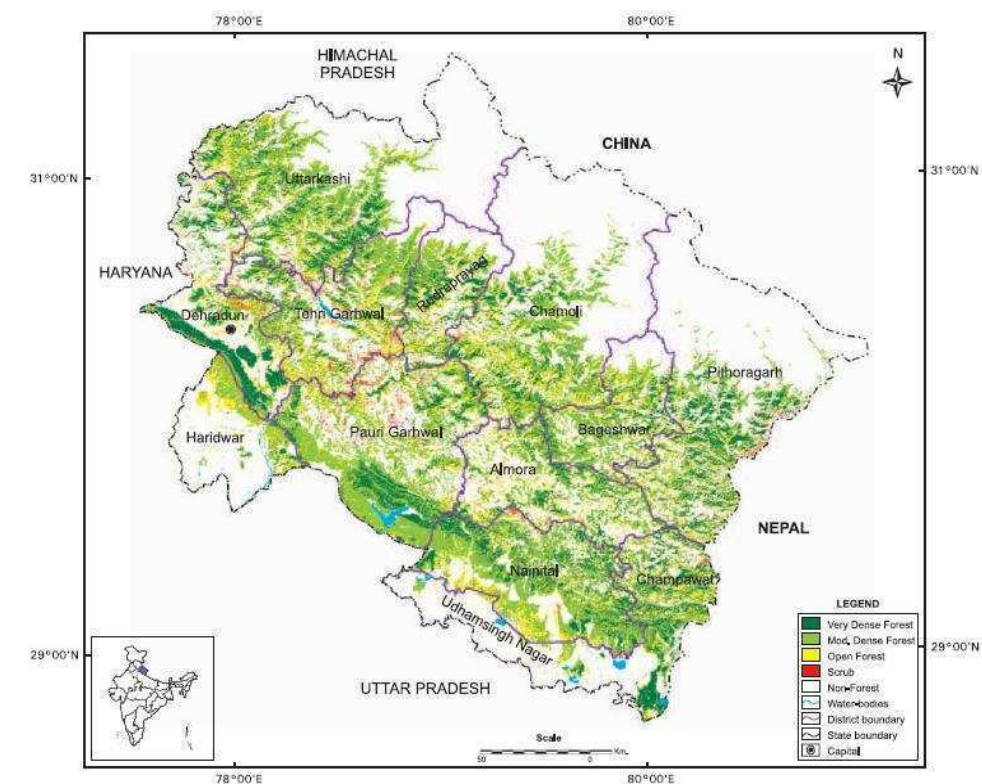 78°00'E
80°00'E
HIMACHAL
PRADESH
N
CHINA
31°00'N
31°00'N
Uttarkashi
HARYANA
Rudraprayag
Dehradun
Tehri Garhwal
Chamoli
Pithoragarh
Haridwar
Pauri Garhwal
Bageshwar
Almora
NEPAL
Nainital
Champawat
Udhamsingh Nagar
LEGEND
Very Dense Forest
Mod. Dense Forest
Open Forest
Scrub
Non-Forest
Water-bodies
District boundary
State boundary
Capital
29°00'N
29°00'N
UTTAR PRADESH
Scale
50
0
Km.
78°00'E
80°00'E